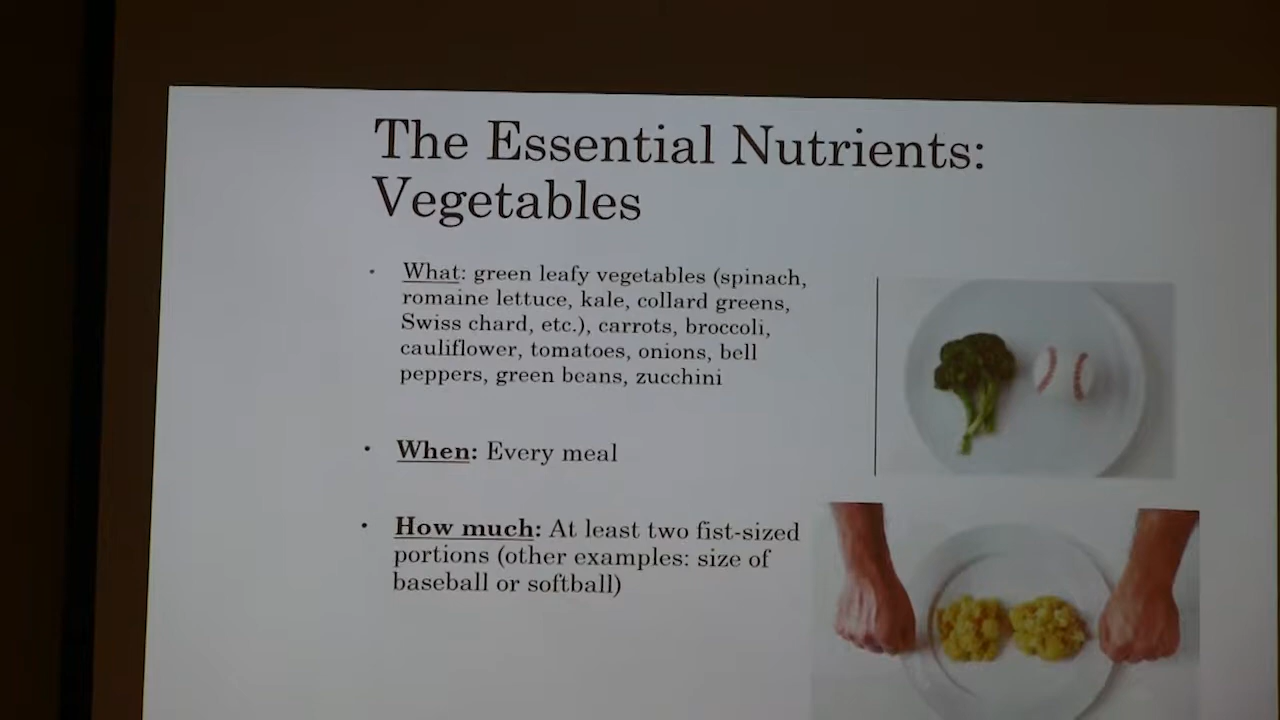 The Essential Nutrients:
Vegetables
• What: green leafy vegetables (spinach,
romaine lettuce, kale, collard greens,
Swiss chard, etc.), carrots, broccoli,
cauliflower, tomatoes, onions, bell
peppers, green beans, zucchini
• When: Every meal
• How much: At least two fist-sized
portions (other examples: size of
baseball or softball)